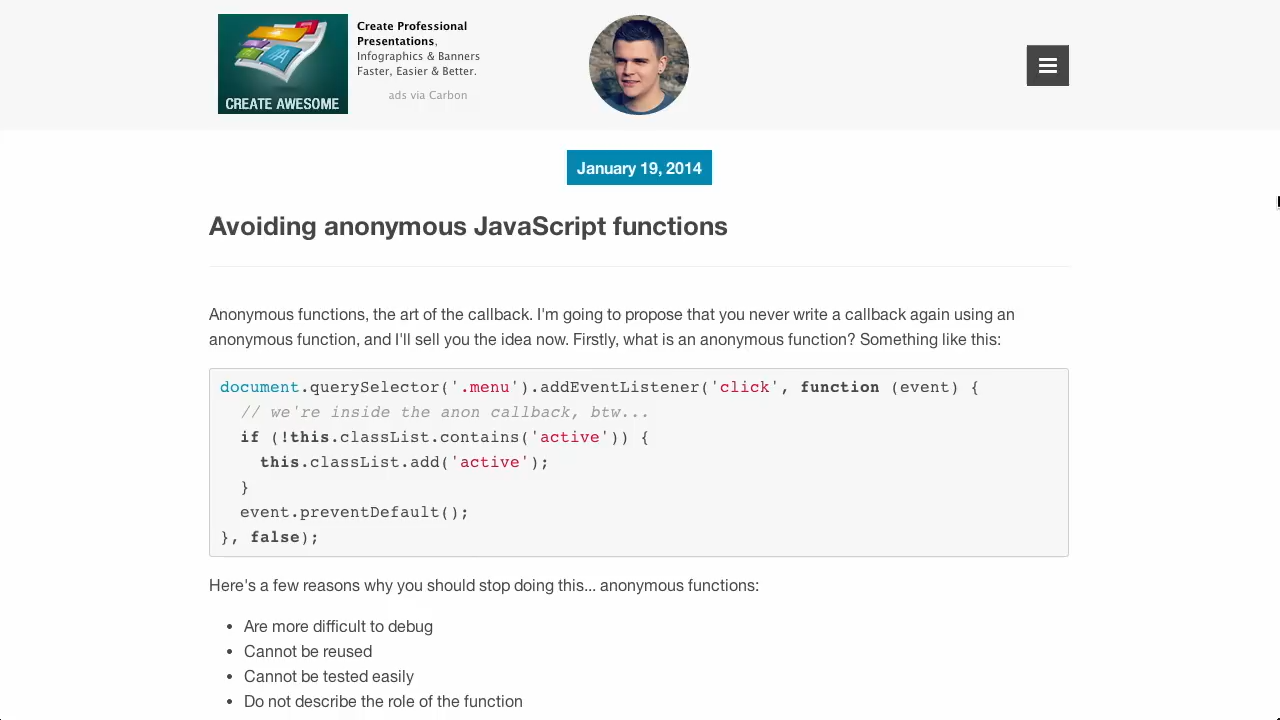 CREATE AWESOME
Create Professional
Presentations,
Infographics & Banners
Faster, Easier & Better.
ads via Carbon
January 19, 2014
Avoiding anonymous JavaScript functions
Anonymous functions, the art of the callback. I'm going to propose that you never write a callback again using an
anonymous function, and I'll sell you the idea now. Firstly, what is an anonymous function? Something like this:
document.querySelector('.menu').addEventListener('click', function (event) {
  // we're inside the anon callback, btw...
  if (!this.classList.contains('active')) {
    this.classList.add('active');
  }
  event.preventDefault();
}, false);
Here's a few reasons why you should stop doing this... anonymous functions:
• Are more difficult to debug
• Cannot be reused
• Cannot be tested easily
• Do not describe the role of the function